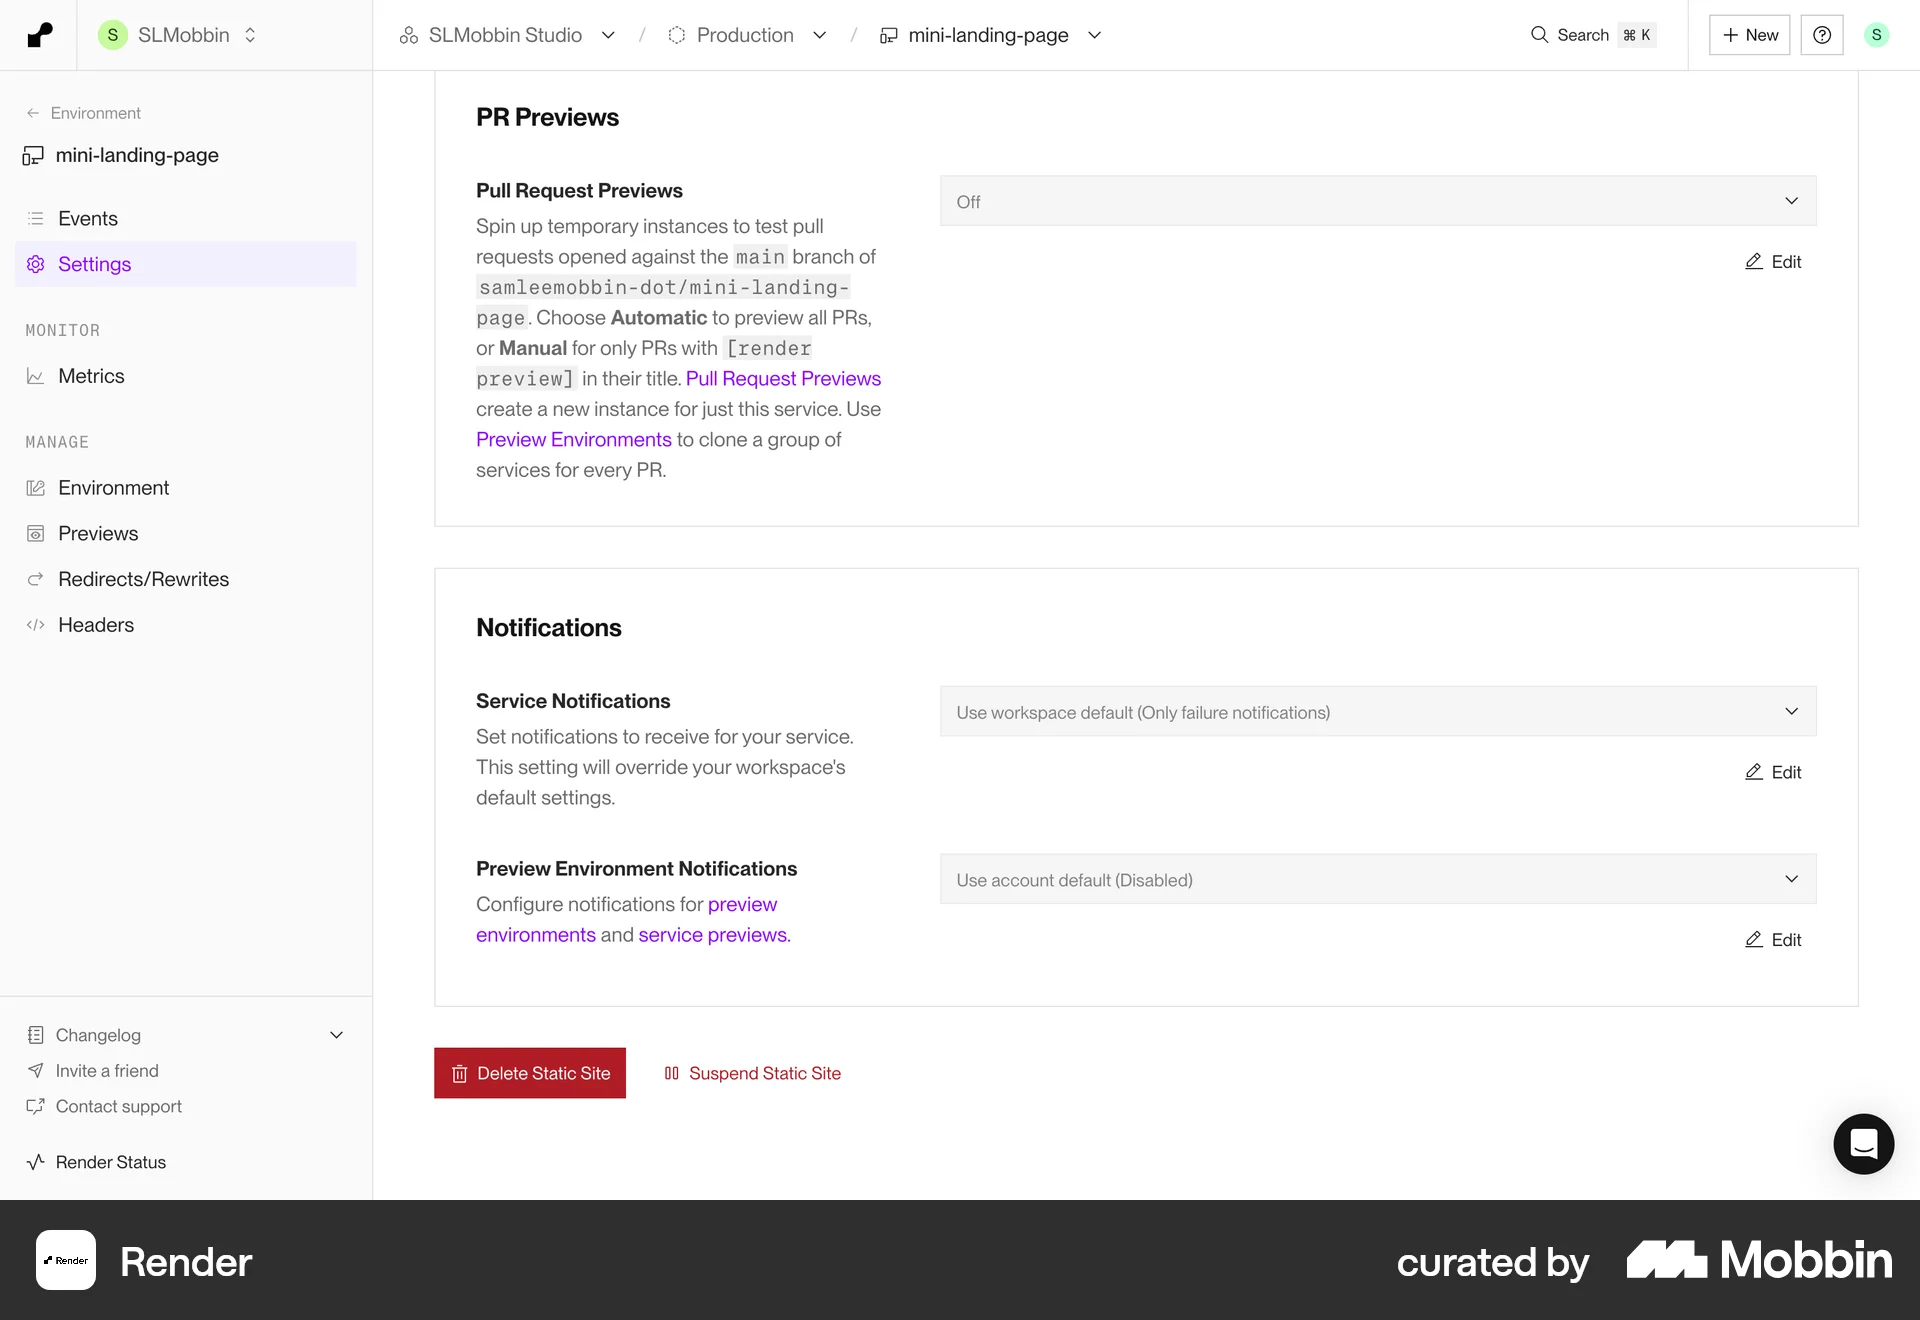 S SLMobbin
SLMobbin Studio / Production / mini-landing-page
Search ⌘ K
+ New
S
← Environment
mini-landing-page
Events
Settings
MONITOR
Metrics
MANAGE
Environment
Previews
Redirects/Rewrites
Headers
Changelog
Invite a friend
Contact support
Render Status
PR Previews
Pull Request Previews
Spin up temporary instances to test pull
requests opened against the main branch of
samleemobbin-dot/mini-landing-
page. Choose Automatic to preview all PRs,
or Manual for only PRs with [render
preview] in their title. Pull Request Previews
create a new instance for just this service. Use
Preview Environments to clone a group of
services for every PR.
Off
Edit
Notifications
Service Notifications
Set notifications to receive for your service.
This setting will override your workspace's
default settings.
Use workspace default (Only failure notifications)
Edit
Preview Environment Notifications
Configure notifications for preview
environments and service previews.
Use account default (Disabled)
Edit
Delete Static Site
Suspend Static Site
Render
Render
curated by
Mobbin